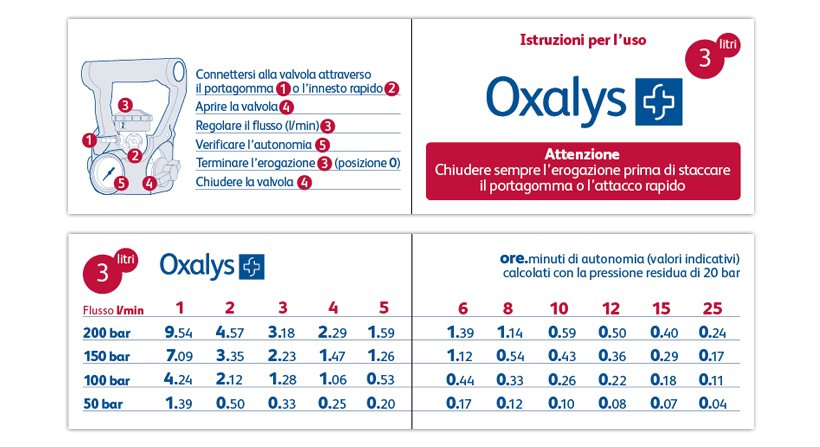 Connettersi alla valvola attraverso
il portagomma 1 o l'innesto rapido 2
Aprire la valvola 4
Regolare il flusso (l/min) 3
Verificare l'autonomia 5
Terminare l'erogazione 3 (posizione 0)
Chiudere la valvola 4
3
2
1
2
5
4
Istruzioni per l'uso
3 litri
Oxalys
Attenzione
Chiudere sempre l'erogazione prima di staccare
il portagomma o l'attacco rapido
3 litri
Oxalys
ore.minuti di autonomia (valori indicativi)
calcolati con la pressione residua di 20 bar
Flusso l/min 1 2 3 4 5 6 8 10 12 15 25
200 bar 9.54 4.57 3.18 2.29 1.59 1.39 1.14 0.59 0.50 0.40 0.24
150 bar 7.09 3.35 2.23 1.47 1.26 1.12 0.54 0.43 0.36 0.29 0.17
100 bar 4.24 2.12 1.28 1.06 0.53 0.44 0.33 0.26 0.22 0.18 0.11
50 bar 1.39 0.50 0.33 0.25 0.20 0.17 0.12 0.10 0.08 0.07 0.04